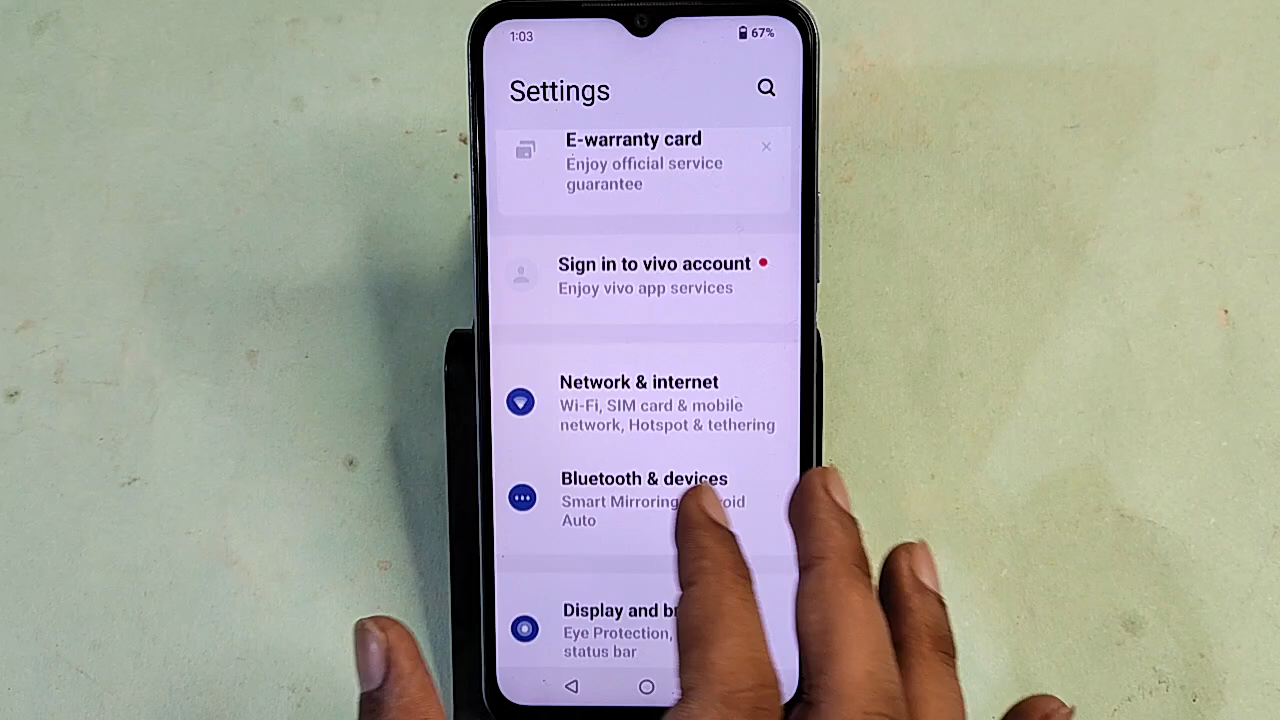 1:03
67%
Settings
E-warranty card
Enjoy official service
guarantee
Sign in to vivo account
Enjoy vivo app services
Network & internet
Wi-Fi, SIM card & mobile
network, Hotspot & tethering
Bluetooth & devices
Smart Mirroring
Auto
Display and
Eye Protection,
status bar